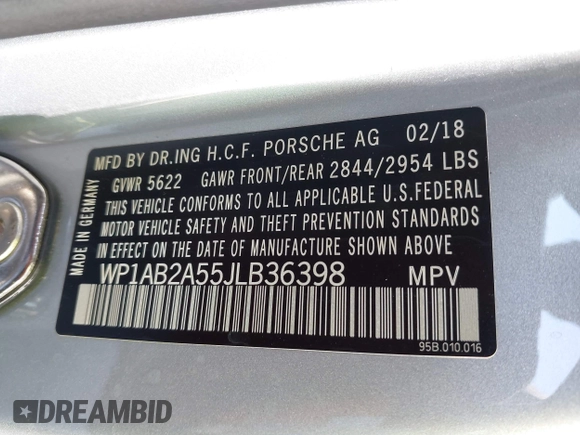 MFD BY DR.ING H.C.F. PORSCHE AG 02/18
GVWR 5622 GAWR FRONT/REAR 2844/2954 LBS
THIS VEHICLE CONFORMS TO ALL APPLICABLE U.S.FEDERAL
MOTOR VEHICLE SAFETY AND THEFT PREVENTION STANDARDS
IN EFFECT ON THE DATE OF MANUFACTURE SHOWN ABOVE
WP1AB2A55JLB36398 MPV
MADE IN GERMANY
95B.010.016
DREAMBID